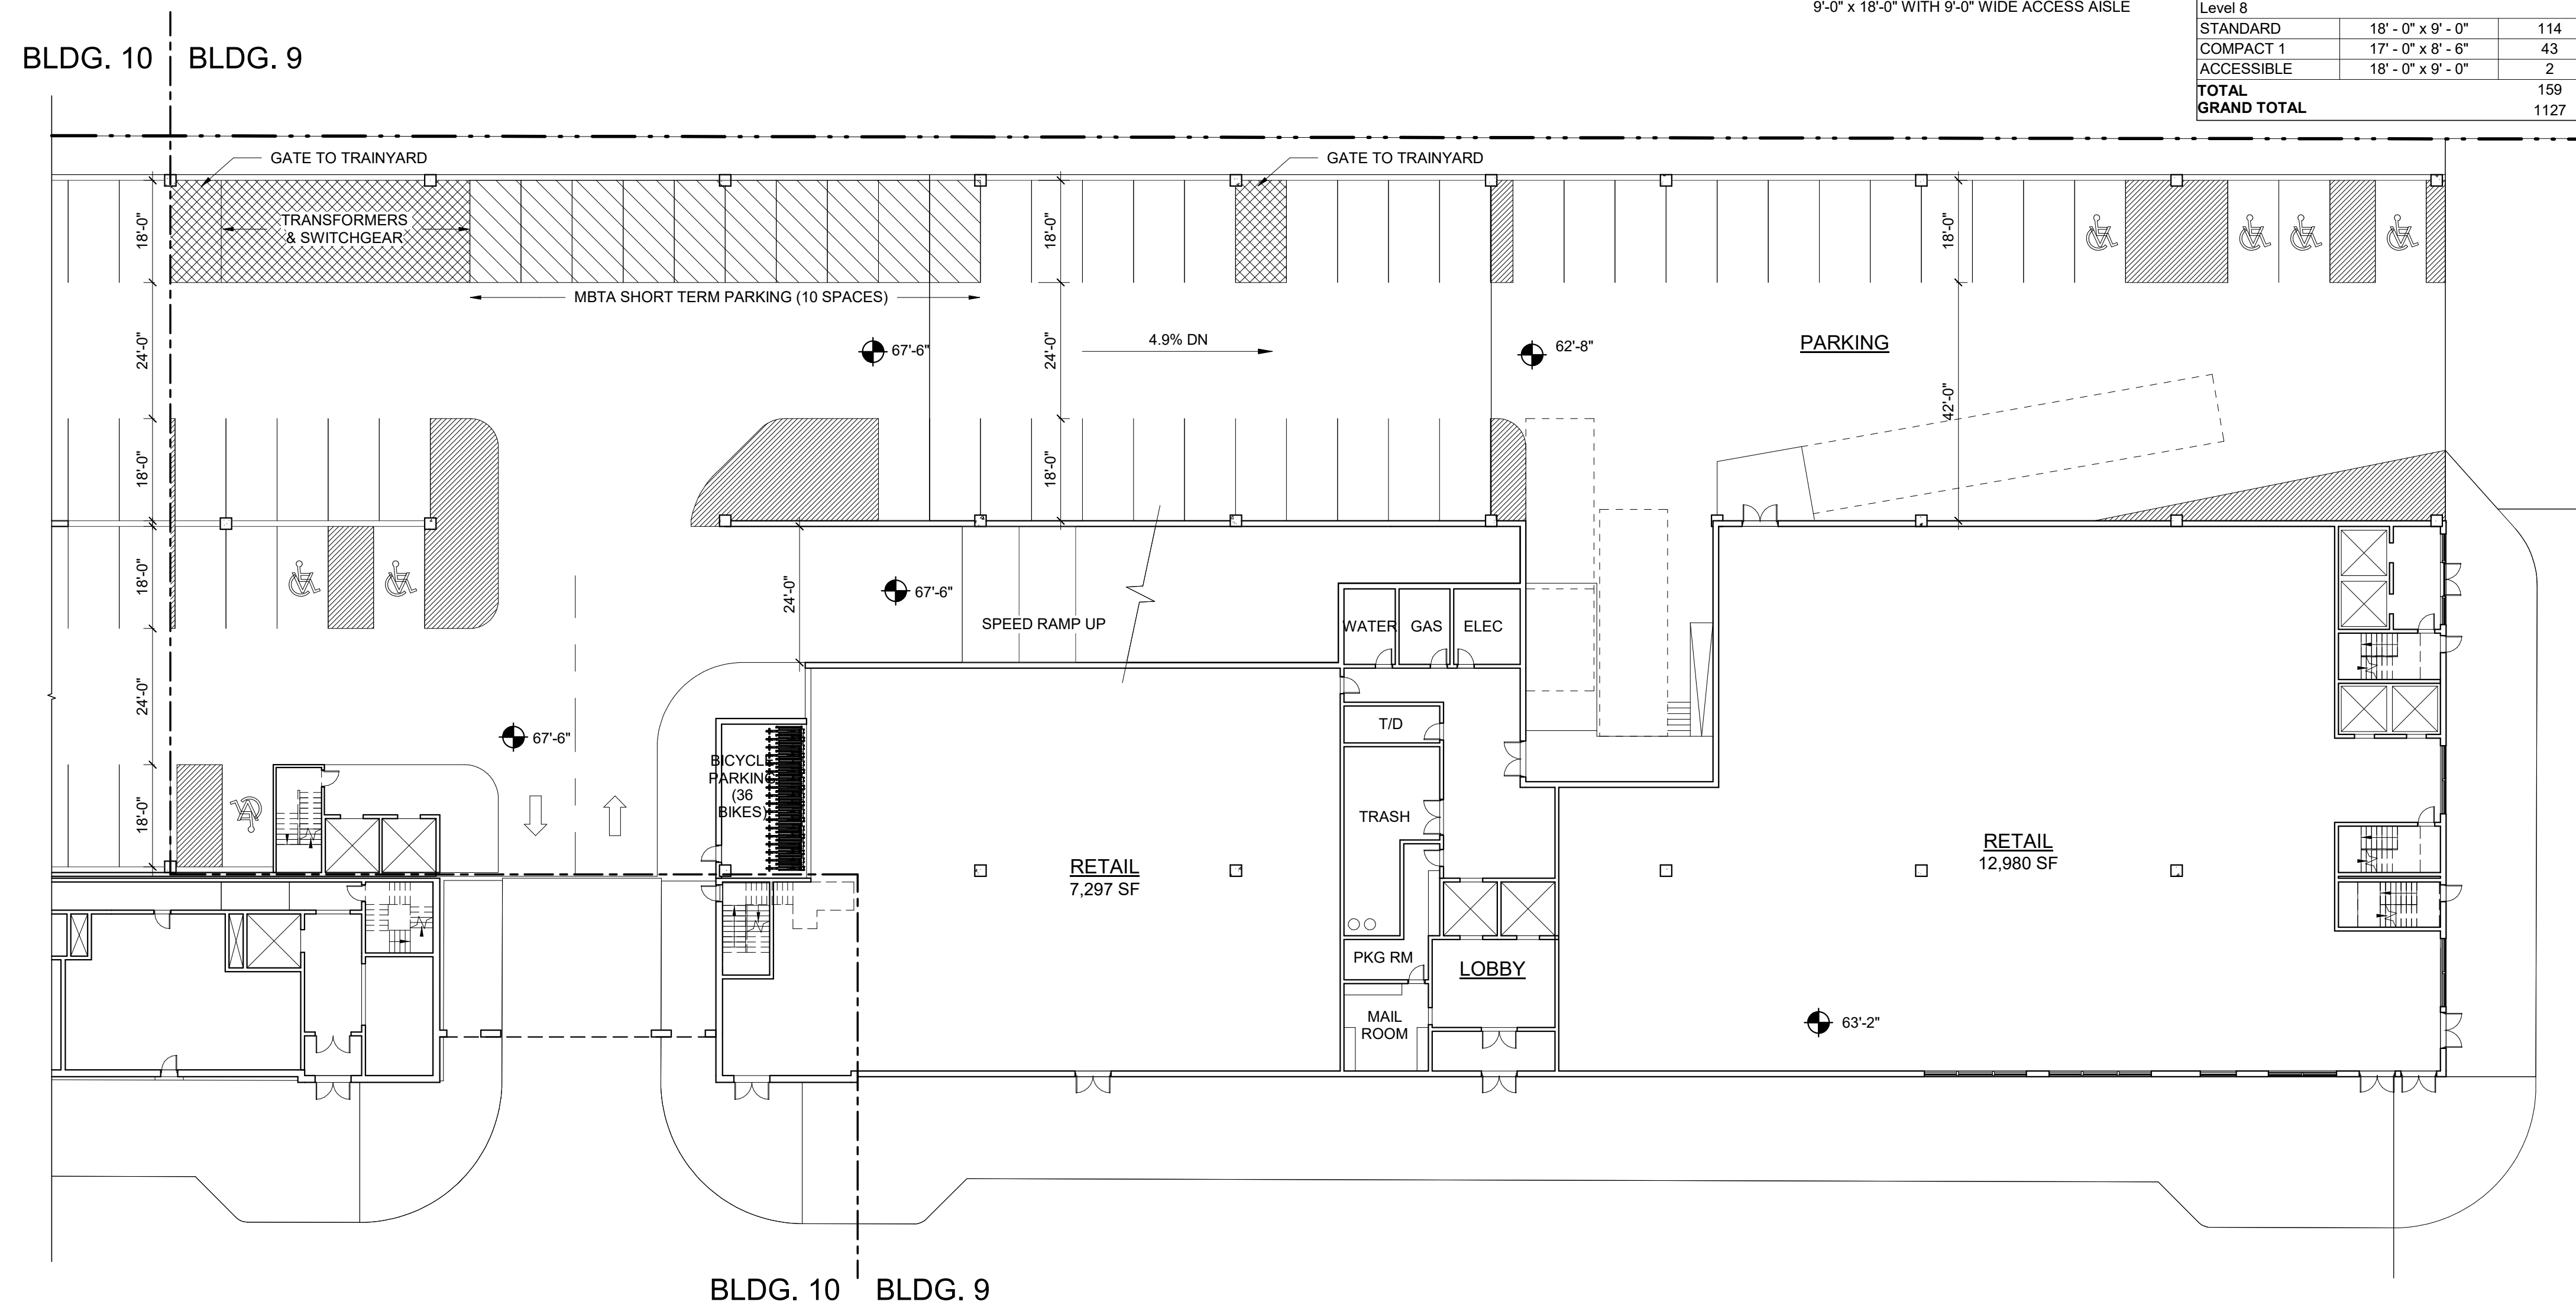 9'-0" x 18'-0" WITH 9'-0" WIDE ACCESS AISLE
Level 8
STANDARD 18' - 0" x 9' - 0" 114
COMPACT 1 17' - 0" x 8' - 6" 43
ACCESSIBLE 18' - 0" x 9' - 0" 2
TOTAL 159
GRAND TOTAL 1127
BLDG. 10 BLDG. 9
GATE TO TRAINYARD
GATE TO TRAINYARD
TRANSFORMERS
& SWITCHGEAR
18'-0"
18'-0"
18'-0"
MBTA SHORT TERM PARKING (10 SPACES)
24'-0"
67'-6"
24'-0"
4.9% DN
62'-8"
PARKING
42'-0"
18'-0"
18'-0"
18'-0"
24'-0"
67'-6"
SPEED RAMP UP
WATER
GAS
ELEC
24'-0"
67'-6"
BICYCLE
PARKING
(36
BIKES)
T/D
18'-0"
TRASH
RETAIL
7,297 SF
RETAIL
12,980 SF
PKG RM
LOBBY
MAIL
ROOM
63'-2"
BLDG. 10 BLDG. 9